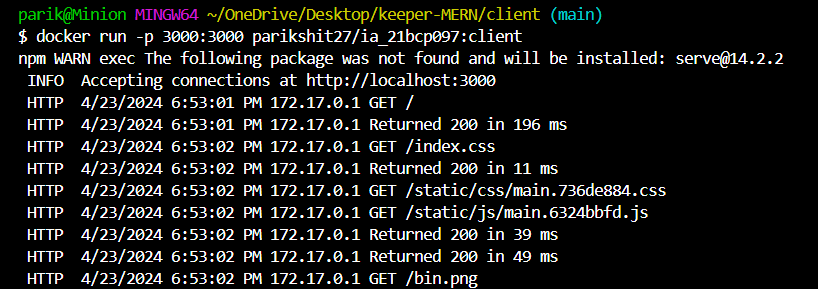 parik@Minion MINGW64 ~/OneDrive/Desktop/keeper-MERN/client (main)
$ docker run -p 3000:3000 parikshit27/ia_21bcp097:client
npm WARN exec The following package was not found and will be installed: serve@14.2.2
INFO  Accepting connections at http://localhost:3000
HTTP  4/23/2024 6:53:01 PM 172.17.0.1 GET /
HTTP  4/23/2024 6:53:01 PM 172.17.0.1 Returned 200 in 196 ms
HTTP  4/23/2024 6:53:02 PM 172.17.0.1 GET /index.css
HTTP  4/23/2024 6:53:02 PM 172.17.0.1 Returned 200 in 11 ms
HTTP  4/23/2024 6:53:02 PM 172.17.0.1 GET /static/css/main.736de884.css
HTTP  4/23/2024 6:53:02 PM 172.17.0.1 GET /static/js/main.6324bbfd.js
HTTP  4/23/2024 6:53:02 PM 172.17.0.1 Returned 200 in 39 ms
HTTP  4/23/2024 6:53:02 PM 172.17.0.1 Returned 200 in 49 ms
HTTP  4/23/2024 6:53:02 PM 172.17.0.1 GET /bin.png